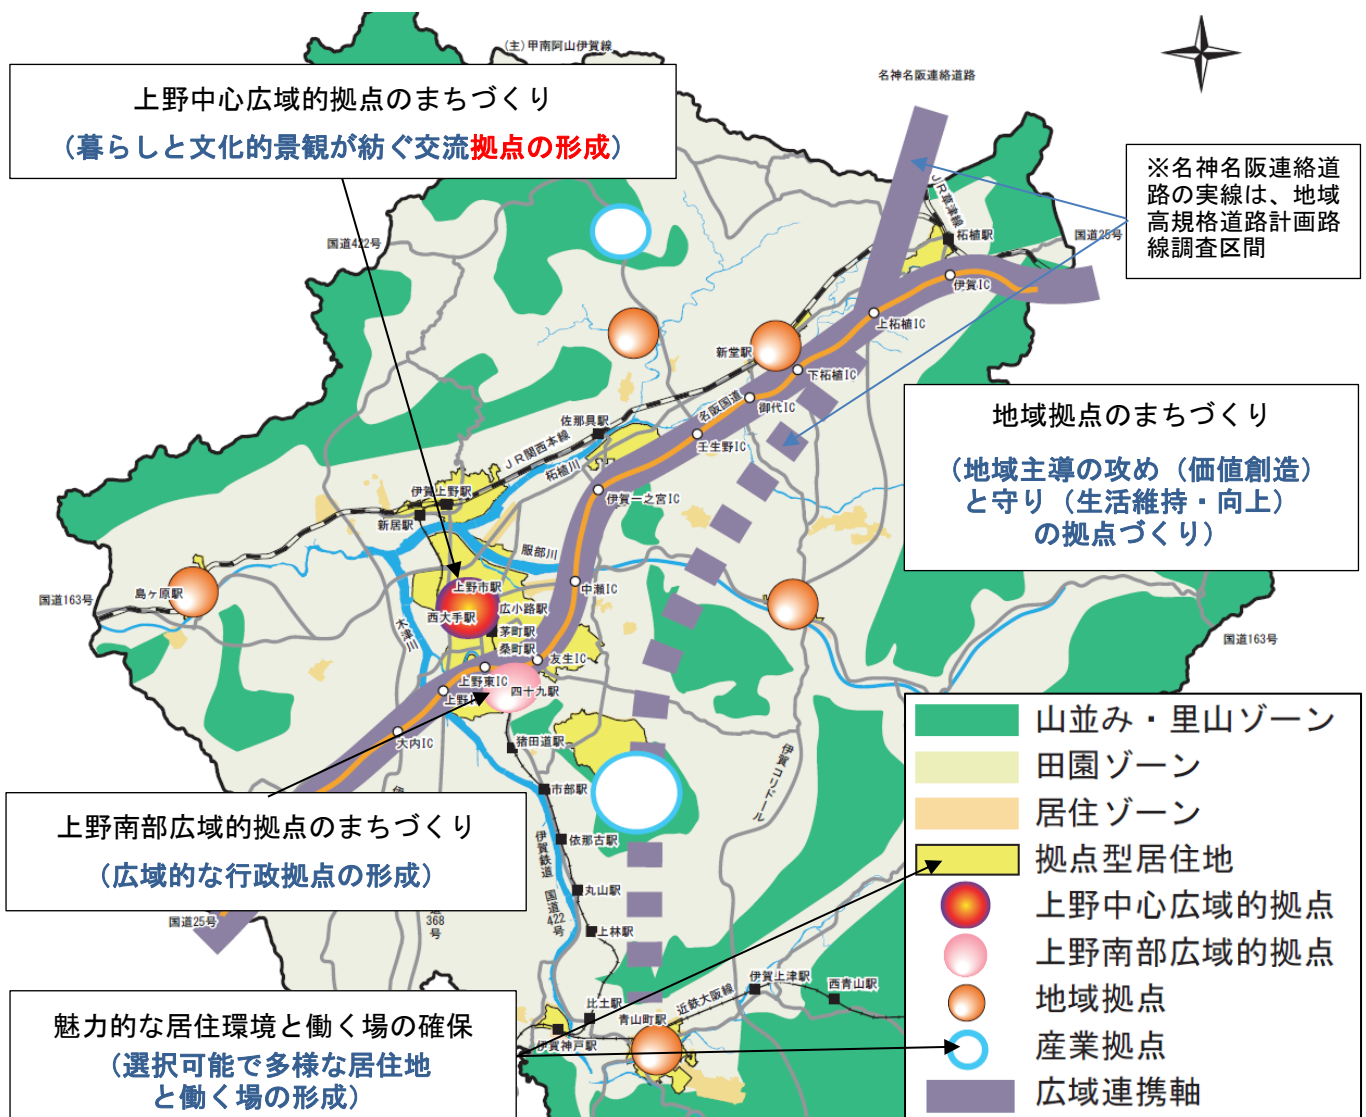 (主)甲南阿山伊賀線
名神名阪連絡道路
上野中心広域的拠点のまちづくり
(暮らしと文化的景観が紡ぐ交流拠点の形成)
※名神名阪連絡道
路の実線は、地域
高規格道路計画路
線調査区間
JR草津線
柘植駅
国道25号
国道422号
伊賀IC
上柘植IC
新堂駅
下柘植IC
御代IC
名阪国道
壬生野IC
地域拠点のまちづくり
(地域主導の攻め(価値創造)
と守り(生活維持・向上)
の拠点づくり)
佐那具駅
JR関西本線
柘植川
伊賀上野駅
新居駅
伊賀一之宮IC
服部川
中瀬IC
島ヶ原駅
国道163号
上野市駅
広小路駅
西大手駅
茅町駅
桑町駅
木津川
友生IC
上野東IC
四十九駅
上野I
大内IC
国道163号
猪田道駅
市部駅
依那古駅
伊賀鉄道
国道422号
丸山駅
上林駅
伊賀コリドール
上野南部広域的拠点のまちづくり
(広域的な行政拠点の形成)
国道25号
368号
魅力的な居住環境と働く場の確保
(選択可能で多様な居住地
と働く場の形成)
比土駅
伊賀神戸駅
青山町駅
近鉄大阪線
伊賀上津駅
西青山駅
山並み・里山ゾーン
田園ゾーン
居住ゾーン
拠点型居住地
上野中心広域的拠点
上野南部広域的拠点
地域拠点
産業拠点
広域連携軸